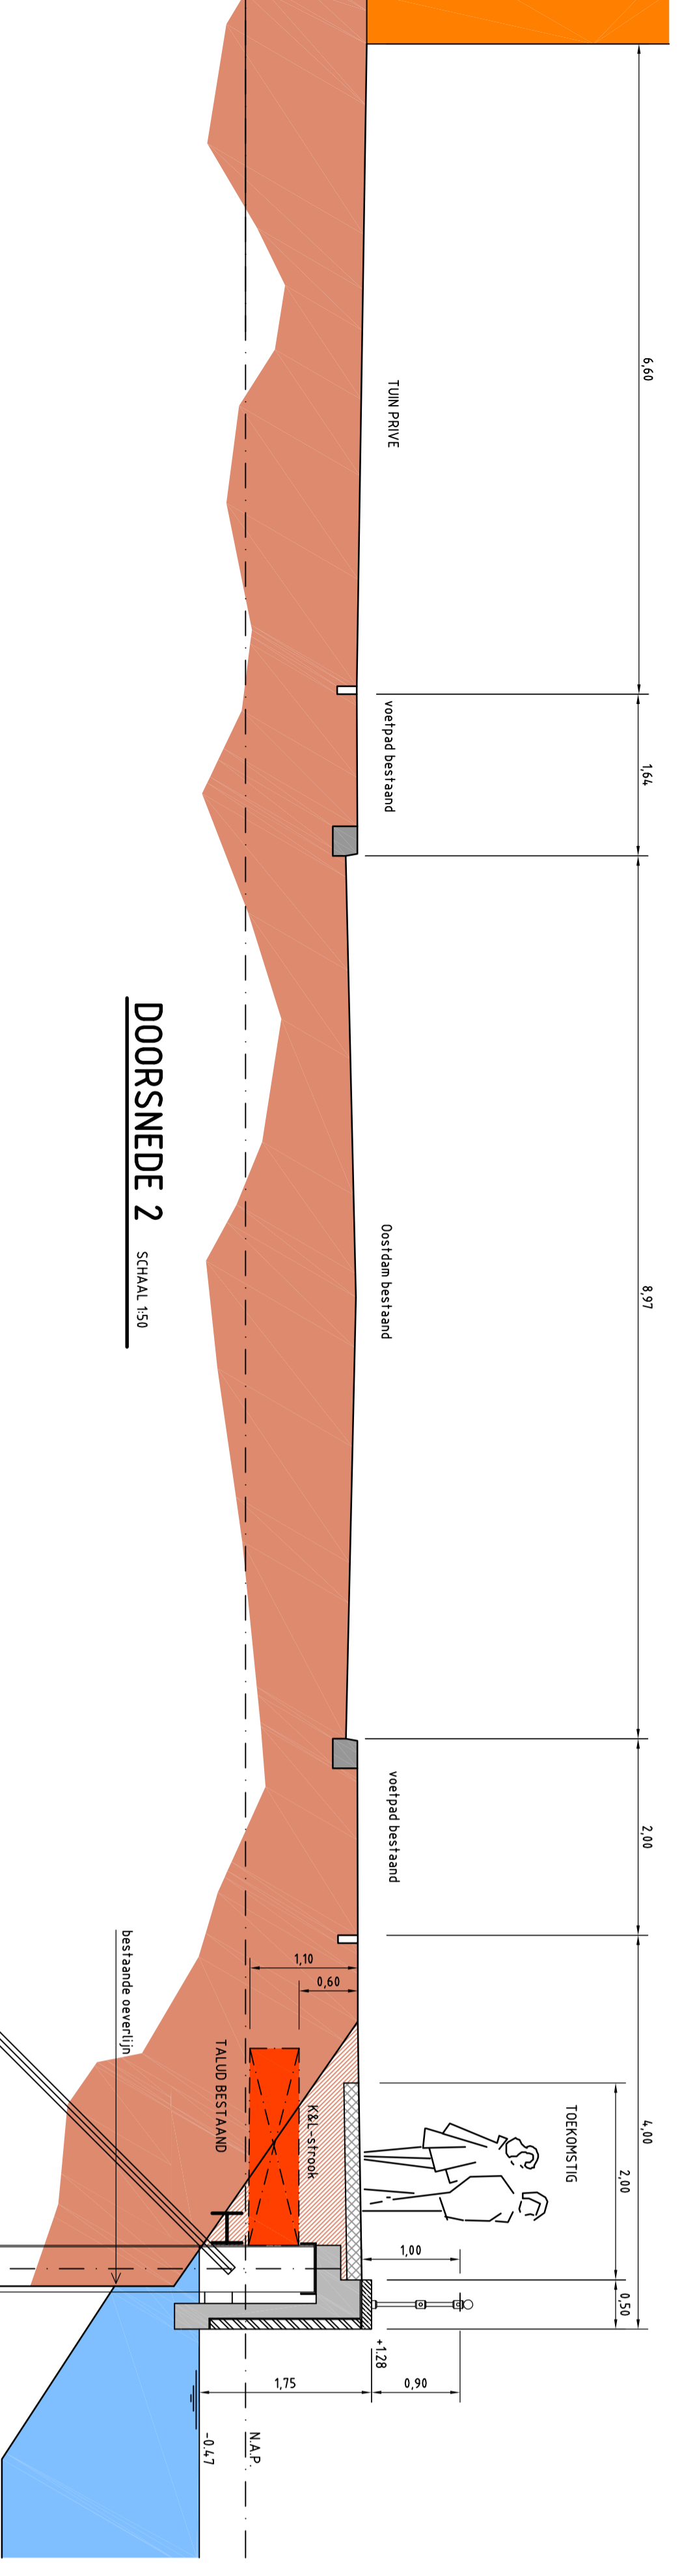 6,60
1,64
8,97
2,00
4,00
2,00
0,50
TUIN PRIVE
voetpad bestaand
Oostdam bestaand
voetpad bestaand
TOEKOMSTIG
1,00
0,90
+1.28
1,10
0,60
K&L-strook
TALUD BESTAAND
1,75
N.A.P.
-0.47
bestaande oeverlijn
DOORSNEDE 2
SCHAAL 1:50